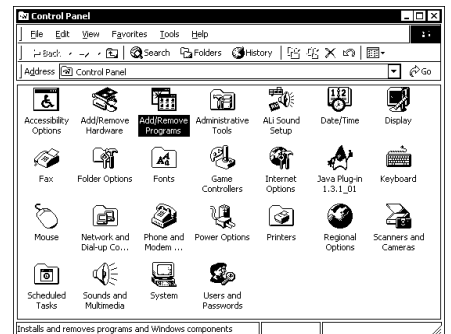 Control Panel
File Edit View Favorites Tools Help
Back Search Folders History
Address Control Panel Go
Accessibility Options
Add/Remove Hardware
Add/Remove Programs
Administrative Tools
ALi Sound Setup
Date/Time
Display
Fax
Folder Options
Fonts
Game Controllers
Internet Options
Java Plug-in 1.3.1_01
Keyboard
Mouse
Network and Dial-up Co...
Phone and Modem ...
Power Options
Printers
Regional Options
Scanners and Cameras
Scheduled Tasks
Sounds and Multimedia
System
Users and Passwords
Installs and removes programs and Windows components